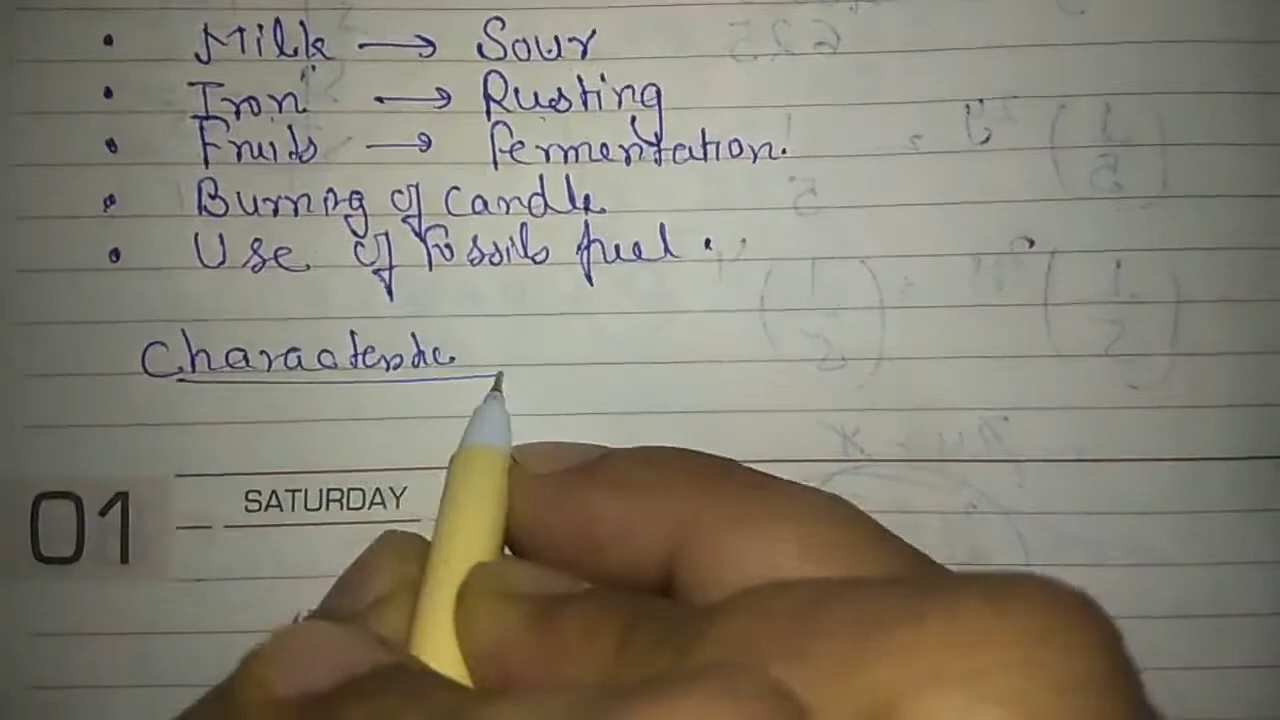 • Milk → Sour
• Iron → Rusting
• Fruits → fermentation.
• Burning of candle
• Use of fossils fuel.
Characteristic
01 SATURDAY